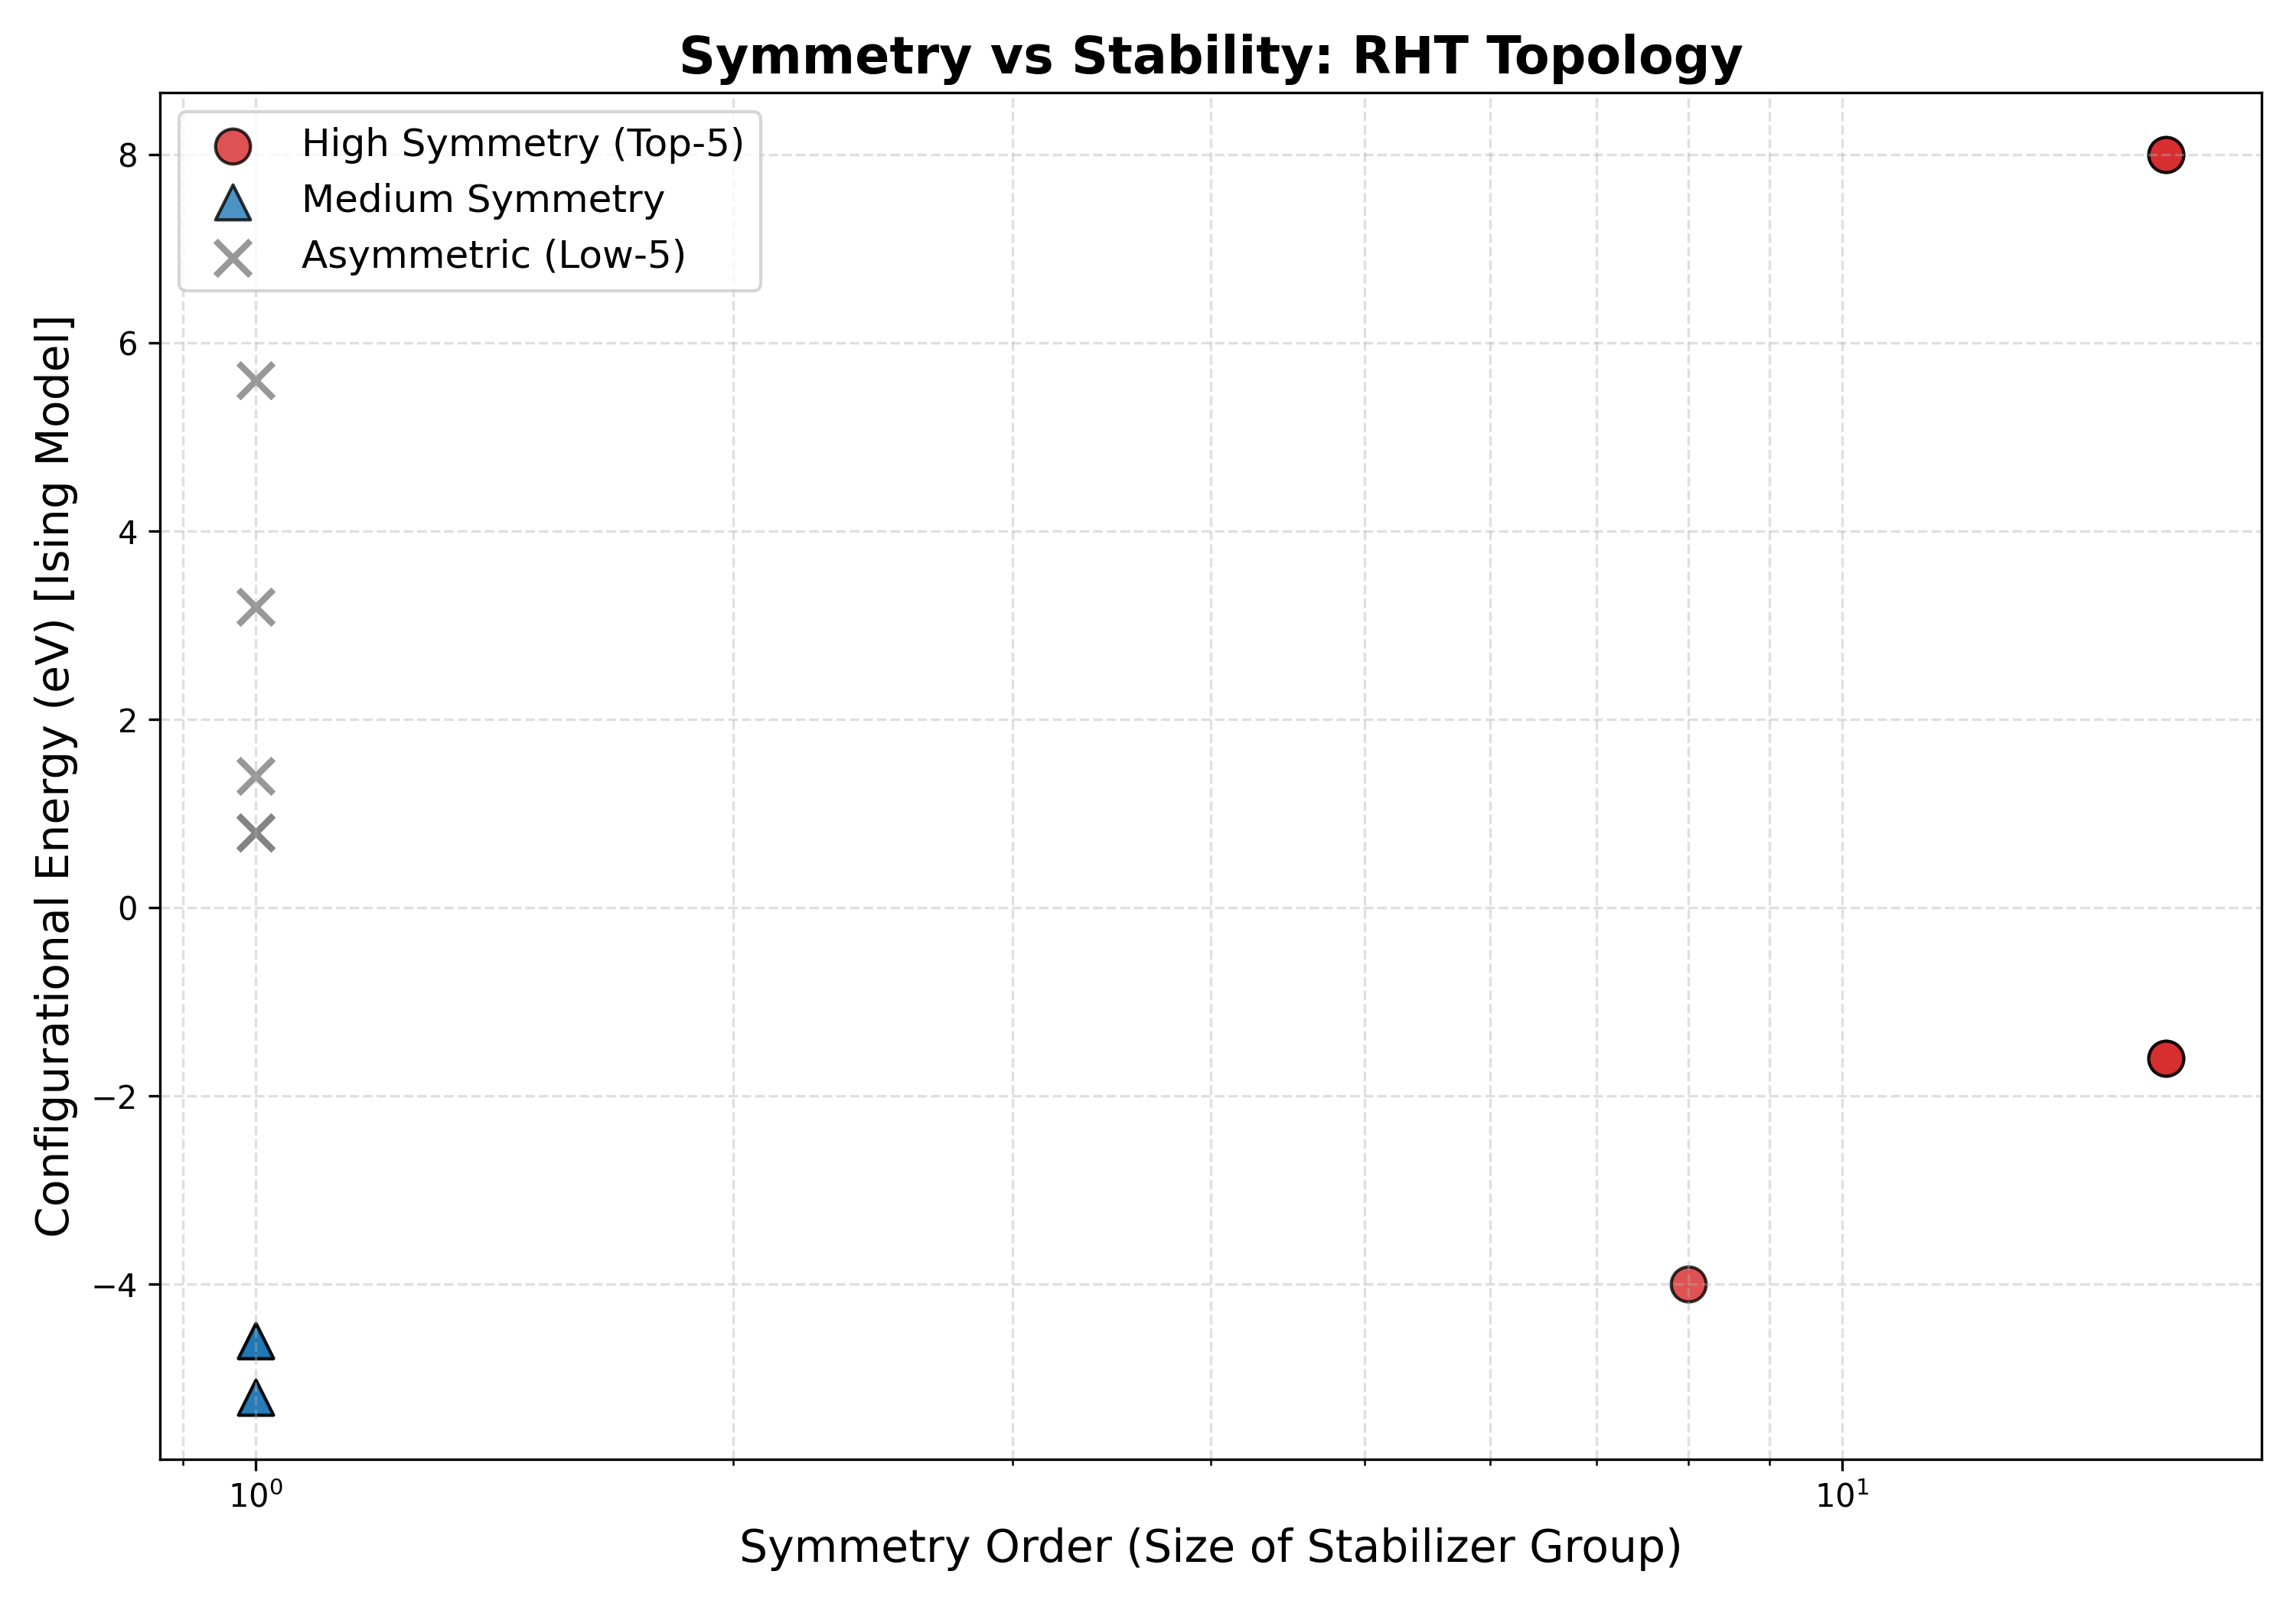 Symmetry vs Stability: RHT Topology
High Symmetry (Top-5)
Medium Symmetry
Asymmetric (Low-5)
Configurational Energy (eV) [Ising Model]
8
6
4
2
0
−2
−4
10⁰
10¹
Symmetry Order (Size of Stabilizer Group)